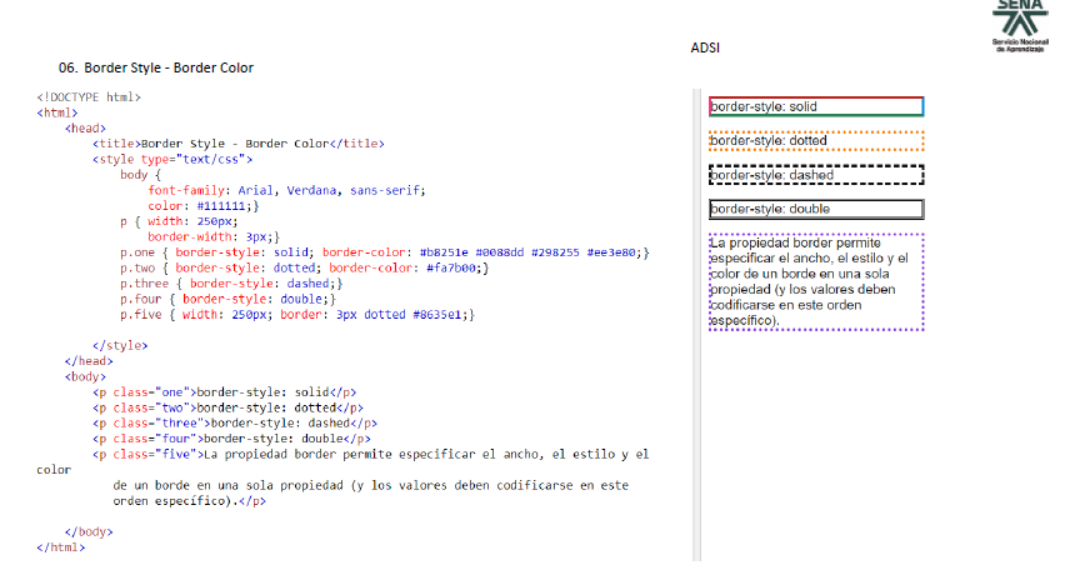 SENA
Servicio Nacional
de Aprendizaje
ADSI
06. Border Style - Border Color
<!DOCTYPE html>
<html>
<head>
<title>Border Style - Border Color</title>
<style type="text/css">
body {
font-family: Arial, Verdana, sans-serif;
color: #111111;}
p { width: 250px;
border-width: 3px;}
p.one { border-style: solid; border-color: #b8251e #0088dd #298255 #ee3e80;}
p.two { border-style: dotted; border-color: #fa7b00;}
p.three { border-style: dashed;}
p.four { border-style: double;}
p.five { width: 250px; border: 3px dotted #8635e1;}
</style>
</head>
<body>
<p class="one">border-style: solid</p>
<p class="two">border-style: dotted</p>
<p class="three">border-style: dashed</p>
<p class="four">border-style: double</p>
<p class="five">La propiedad border permite especificar el ancho, el estilo y el
color
de un borde en una sola propiedad (y los valores deben codificarse en este
orden específico).</p>
</body>
</html>
border-style: solid
border-style: dotted
border-style: dashed
border-style: double
La propiedad border permite
especificar el ancho, el estilo y el
color de un borde en una sola
propiedad (y los valores deben
codificarse en este orden
específico).